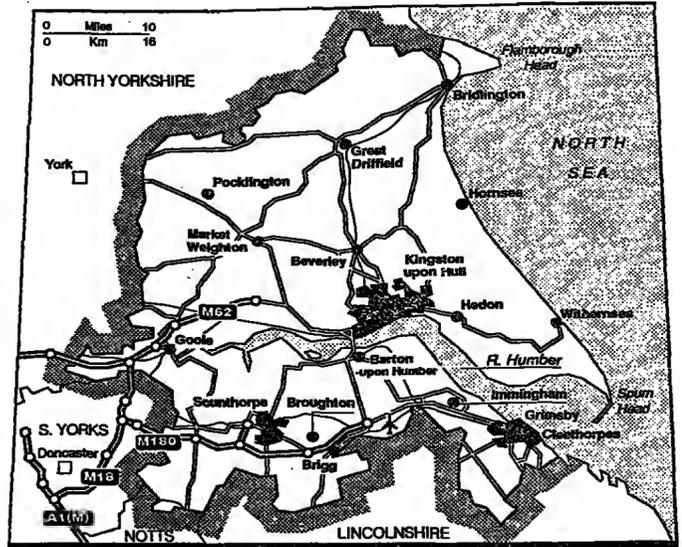 0 Miles 10
0 Km 16
Flamborough
Head
NORTH YORKSHIRE
Bridlington
NORTH
SEA
York
Great
Driffield
Pocklington
Hornsea
Market
Weighton
Beverley
Kingston
upon Hull
M62
Hedon
Withernsea
Goole
Barton
-upon Humber
R. Humber
Immingham
Spurn
Head
Scunthorpe
Broughton
Grimsby
Cleethorpes
S. YORKS
Doncaster
M180
Brigg
M18
A1(M)
NOTTS
LINCOLNSHIRE